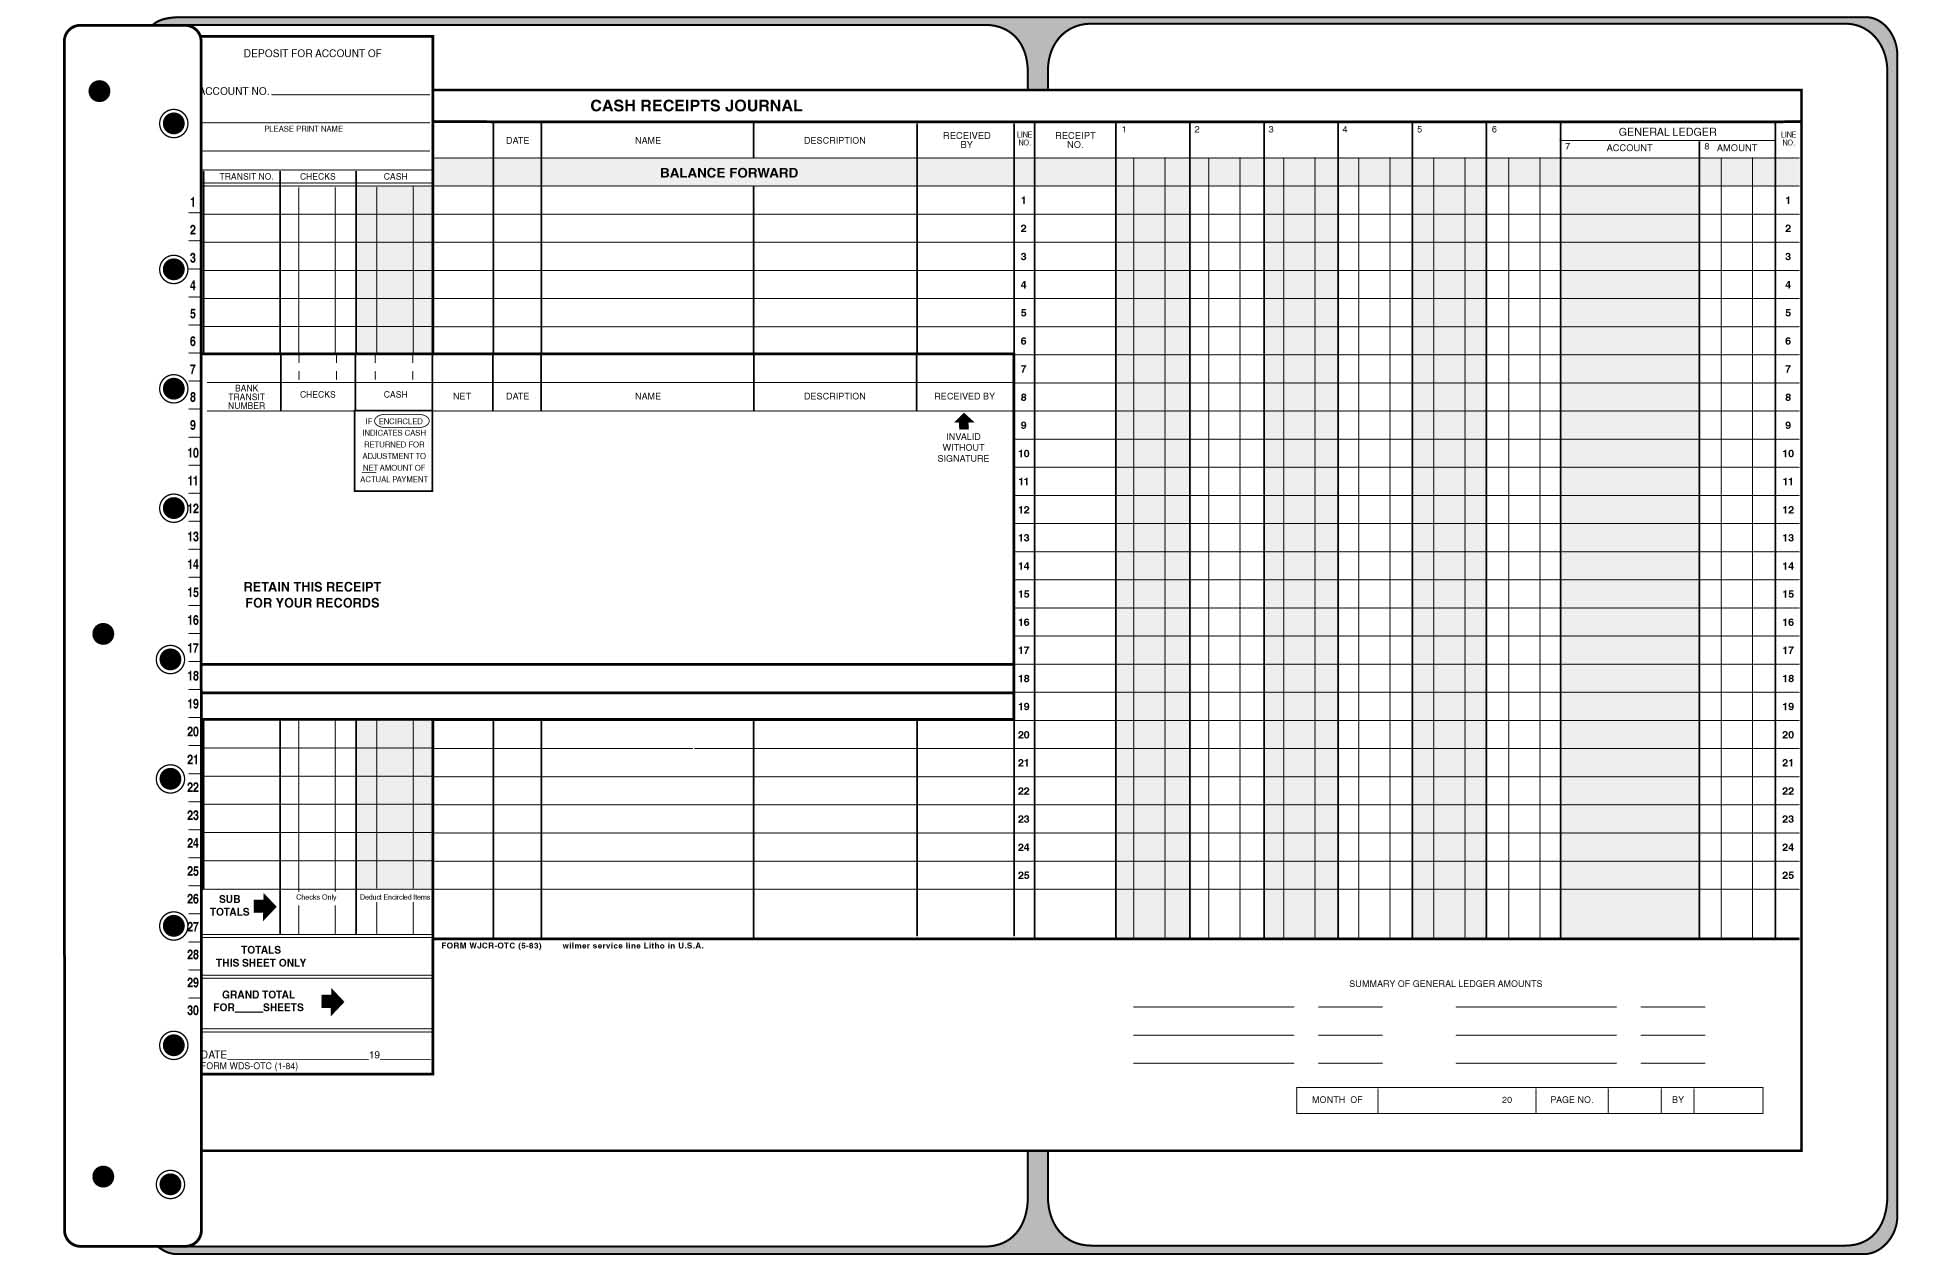 DEPOSIT FOR ACCOUNT OF
ACCOUNT NO.
PLEASE PRINT NAME
TRANSIT NO. CHECKS CASH
CASH RECEIPTS JOURNAL
DATE NAME DESCRIPTION RECEIVED BY LINE NO. RECEIPT NO. 1 2 3 4 5 6 GENERAL LEDGER LINE NO.
7 ACCOUNT 8 AMOUNT
BALANCE FORWARD
1 1 1
2 2 2
3 3 3
4 4 4
5 5 5
6 6 6
7 7 7
8 BANK TRANSIT NUMBER CHECKS CASH NET DATE NAME DESCRIPTION RECEIVED BY 8 8
9 9 9
10 10 10
11 11 11
IF ENCIRCLED
INDICATES CASH
RETURNED FOR
ADJUSTMENT TO
NET AMOUNT OF
ACTUAL PAYMENT
INVALID
WITHOUT
SIGNATURE
12 12 12
13 13 13
14 14 14
15 15 15
RETAIN THIS RECEIPT
FOR YOUR RECORDS
16 16 16
17 17 17
18 18 18
19 19 19
20 20 20
21 21 21
22 22 22
23 23 23
24 24 24
25 25 25
26 SUB TOTALS Checks Only Deduct Encircled Items
27
FORM WJCR-OTC (5-83) wilmer service line Litho in U.S.A.
28 TOTALS
THIS SHEET ONLY
29 GRAND TOTAL
30 FOR_____SHEETS
DATE 19
FORM WDS-OTC (1-84)
SUMMARY OF GENERAL LEDGER AMOUNTS
MONTH OF 20 PAGE NO. BY